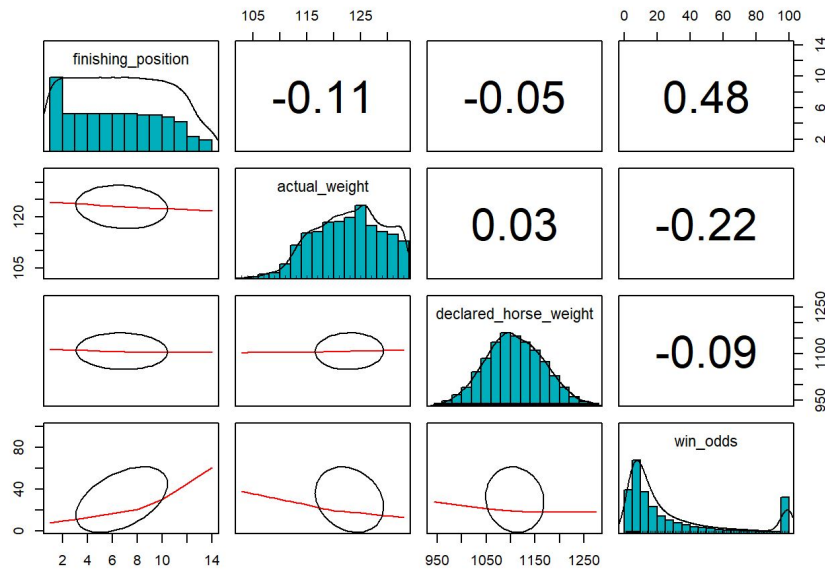 105 125 0 20 40 60 80 100
finishing_position
-0.11 -0.05 0.48
2 6 10 14
105 120
actual_weight
0.03 -0.22
declared_horse_weight
-0.09
950 1100 1250
0 40 80
win_odds
2 4 6 8 10 12 14 950 1050 1150 1250